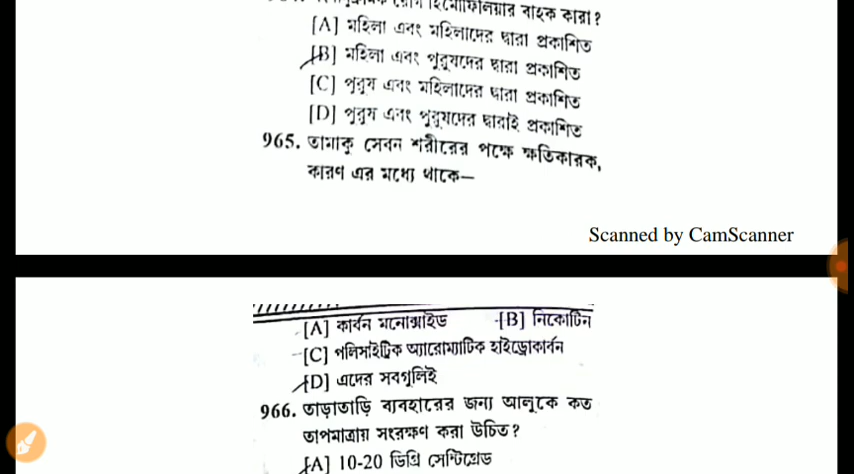 রোগ হিমোফিলিয়ার বাহক কারা?
[A] মহিলা এবং মহিলাদের দ্বারা প্রকাশিত
[B] মহিলা এবং পুরুষদের দ্বারা প্রকাশিত
[C] পুরুষ এবং মহিলাদের দ্বারা প্রকাশিত
[D] পুরুষ এবং পুরুষদের দ্বারাই প্রকাশিত
965. তামাকু সেবন শরীরের পক্ষে ক্ষতিকারক,
কারণ এর মধ্যে থাকে—
Scanned by CamScanner
[A] কার্বন মনোক্সাইড [B] নিকোটিন
[C] পলিসাইট্রিক অ্যারোম্যাটিক হাইড্রোকার্বন
[D] এদের সবগুলিই
966. তাড়াতাড়ি ব্যবহারের জন্য আলুকে কত
তাপমাত্রায় সংরক্ষণ করা উচিত?
[A] 10-20 ডিগ্রি সেন্টিগ্রেড